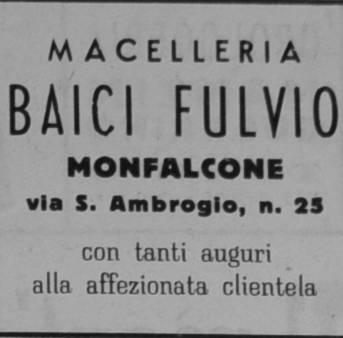 MACELLERIA
BAICI FULVIO
MONFALCONE
via S. Ambrogio, n. 25
con tanti auguri
alla affezionata clientela